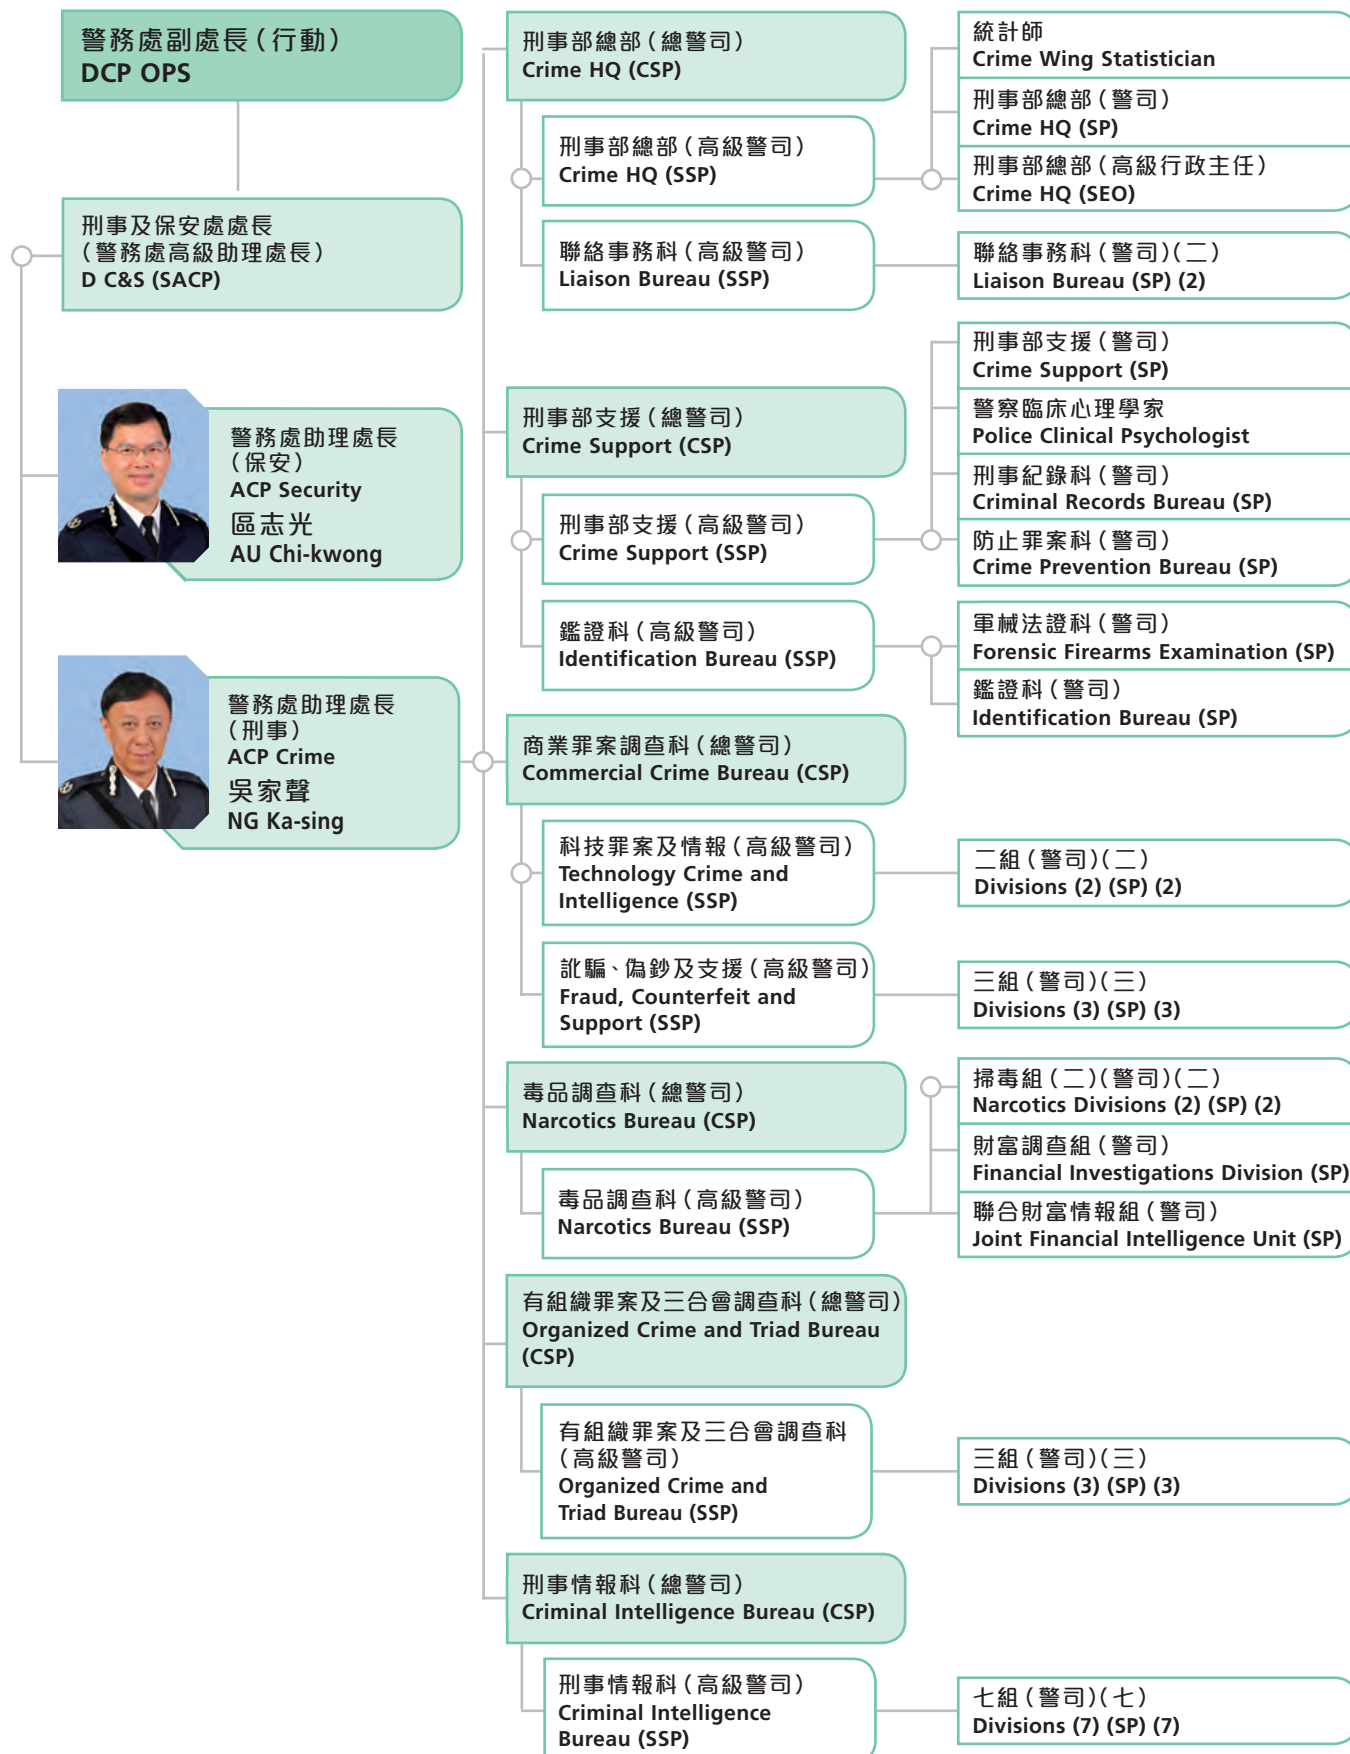 警務處副處長（行動）
DCP OPS
刑事及保安處處長
（警務處高級助理處長）
D C&S (SACP)
警務處助理處長
（保安）
ACP Security
區志光
AU Chi-kwong
警務處助理處長
（刑事）
ACP Crime
吳家聲
NG Ka-sing
刑事部總部（總警司）
Crime HQ (CSP)
刑事部總部（高級警司）
Crime HQ (SSP)
統計師
Crime Wing Statistician
刑事部總部（警司）
Crime HQ (SP)
刑事部總部（高級行政主任）
Crime HQ (SEO)
聯絡事務科（高級警司）
Liaison Bureau (SSP)
聯絡事務科（警司）（二）
Liaison Bureau (SP) (2)
刑事部支援（總警司）
Crime Support (CSP)
刑事部支援（高級警司）
Crime Support (SSP)
刑事部支援（警司）
Crime Support (SP)
警察臨床心理學家
Police Clinical Psychologist
刑事紀錄科（警司）
Criminal Records Bureau (SP)
防止罪案科（警司）
Crime Prevention Bureau (SP)
鑑證科（高級警司）
Identification Bureau (SSP)
軍械法證科（警司）
Forensic Firearms Examination (SP)
鑑證科（警司）
Identification Bureau (SP)
商業罪案調查科（總警司）
Commercial Crime Bureau (CSP)
科技罪案及情報（高級警司）
Technology Crime and
Intelligence (SSP)
二組（警司）（二）
Divisions (2) (SP) (2)
訛騙、偽鈔及支援（高級警司）
Fraud, Counterfeit and
Support (SSP)
三組（警司）（三）
Divisions (3) (SP) (3)
毒品調查科（總警司）
Narcotics Bureau (CSP)
毒品調查科（高級警司）
Narcotics Bureau (SSP)
掃毒組（二）（警司）（二）
Narcotics Divisions (2) (SP) (2)
財富調查組（警司）
Financial Investigations Division (SP)
聯合財富情報組（警司）
Joint Financial Intelligence Unit (SP)
有組織罪案及三合會調查科（總警司）
Organized Crime and Triad Bureau
(CSP)
有組織罪案及三合會調查科
（高級警司）
Organized Crime and
Triad Bureau (SSP)
三組（警司）（三）
Divisions (3) (SP) (3)
刑事情報科（總警司）
Criminal Intelligence Bureau (CSP)
刑事情報科（高級警司）
Criminal Intelligence
Bureau (SSP)
七組（警司）（七）
Divisions (7) (SP) (7)